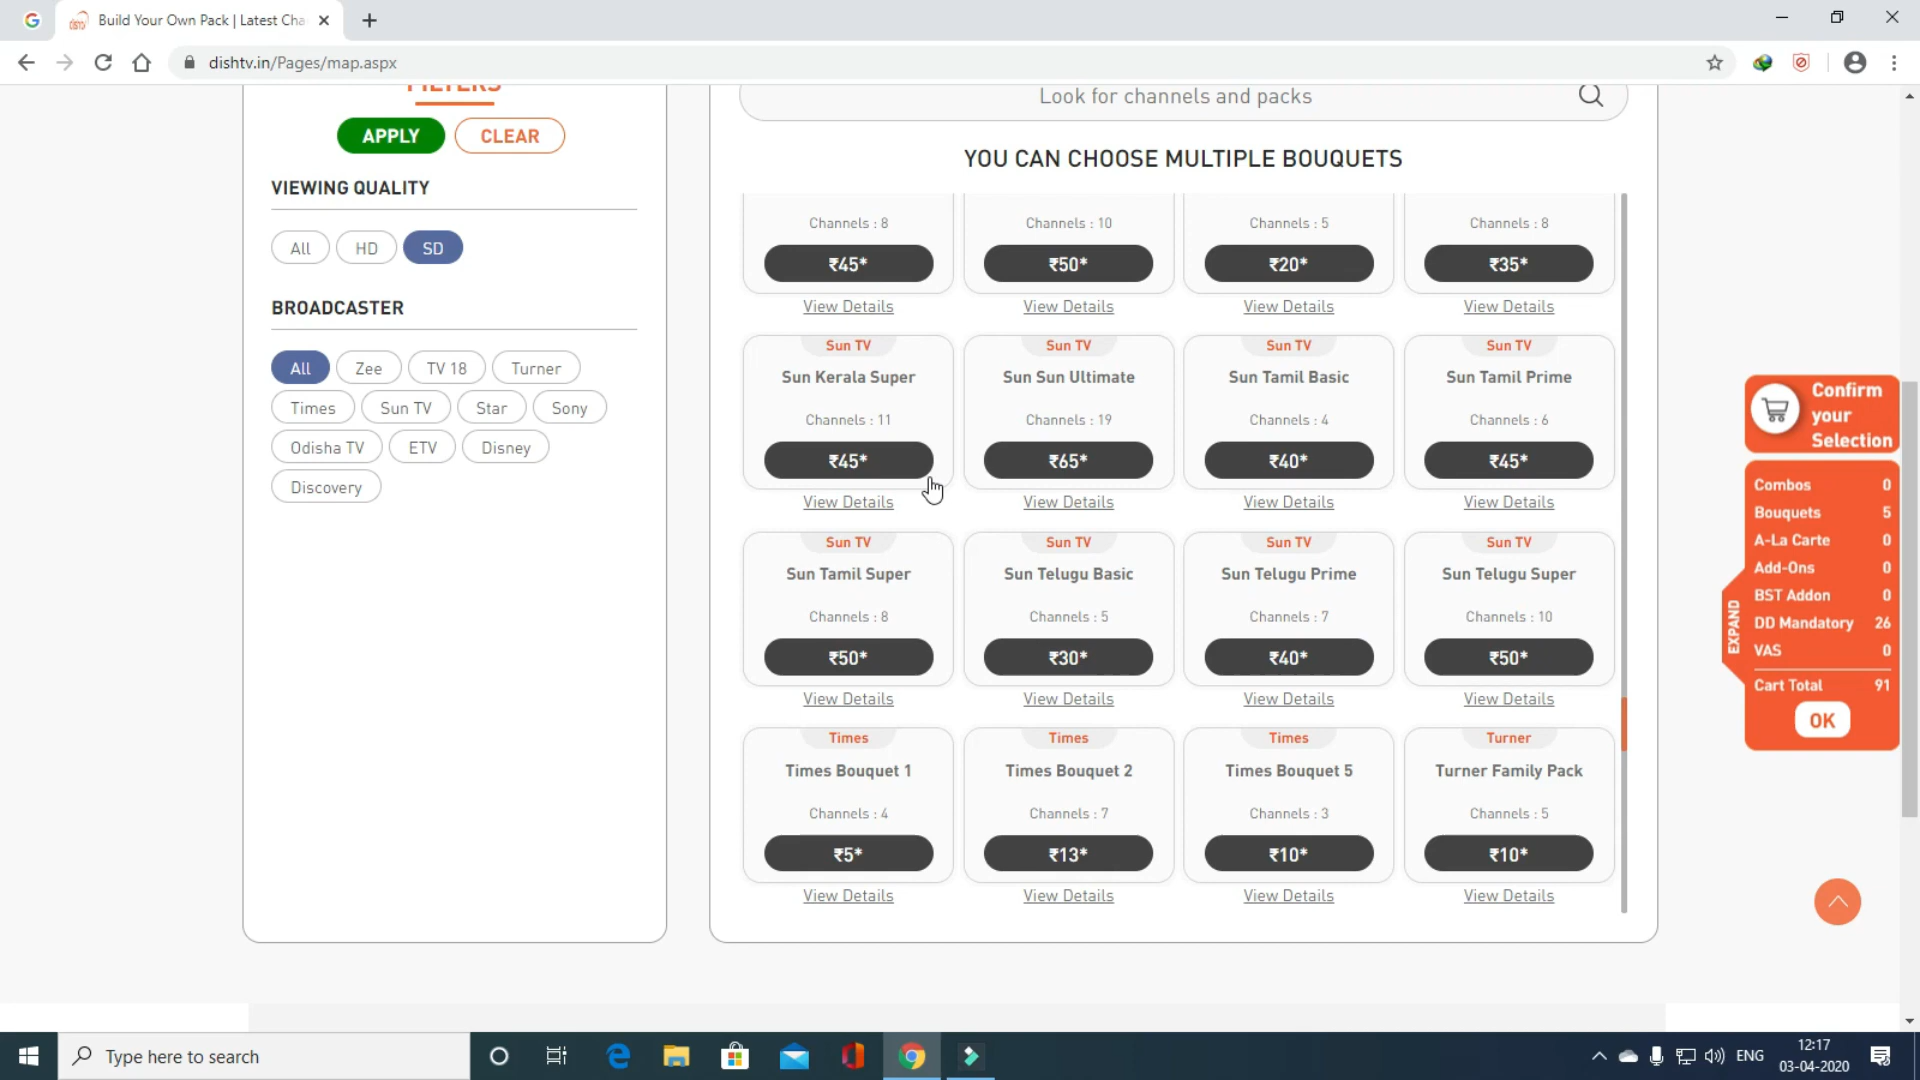 Build Your Own Pack | Latest Cha
dishtv.in/Pages/map.aspx
FILTERS
APPLY CLEAR
VIEWING QUALITY
All HD SD
BROADCASTER
All Zee TV 18 Turner
Times Sun TV Star Sony
Odisha TV ETV Disney
Discovery
Look for channels and packs
YOU CAN CHOOSE MULTIPLE BOUQUETS
Channels : 8 Channels : 10 Channels : 5 Channels : 8
₹45* ₹50* ₹20* ₹35*
View Details View Details View Details View Details
Sun TV Sun TV Sun TV Sun TV
Sun Kerala Super Sun Sun Ultimate Sun Tamil Basic Sun Tamil Prime
Channels : 11 Channels : 19 Channels : 4 Channels : 6
₹45* ₹65* ₹40* ₹45*
View Details View Details View Details View Details
Sun TV Sun TV Sun TV Sun TV
Sun Tamil Super Sun Telugu Basic Sun Telugu Prime Sun Telugu Super
Channels : 8 Channels : 5 Channels : 7 Channels : 10
₹50* ₹30* ₹40* ₹50*
View Details View Details View Details View Details
Times Times Times Turner
Times Bouquet 1 Times Bouquet 2 Times Bouquet 5 Turner Family Pack
Channels : 4 Channels : 7 Channels : 3 Channels : 5
₹5* ₹13* ₹10* ₹10*
View Details View Details View Details View Details
Confirm
your
Selection
Combos 0
Bouquets 5
A-La Carte 0
Add-Ons 0
BST Addon 0
DD Mandatory 26
VAS 0
Cart Total 91
OK
EXPAND
Type here to search
ENG
12:17
03-04-2020